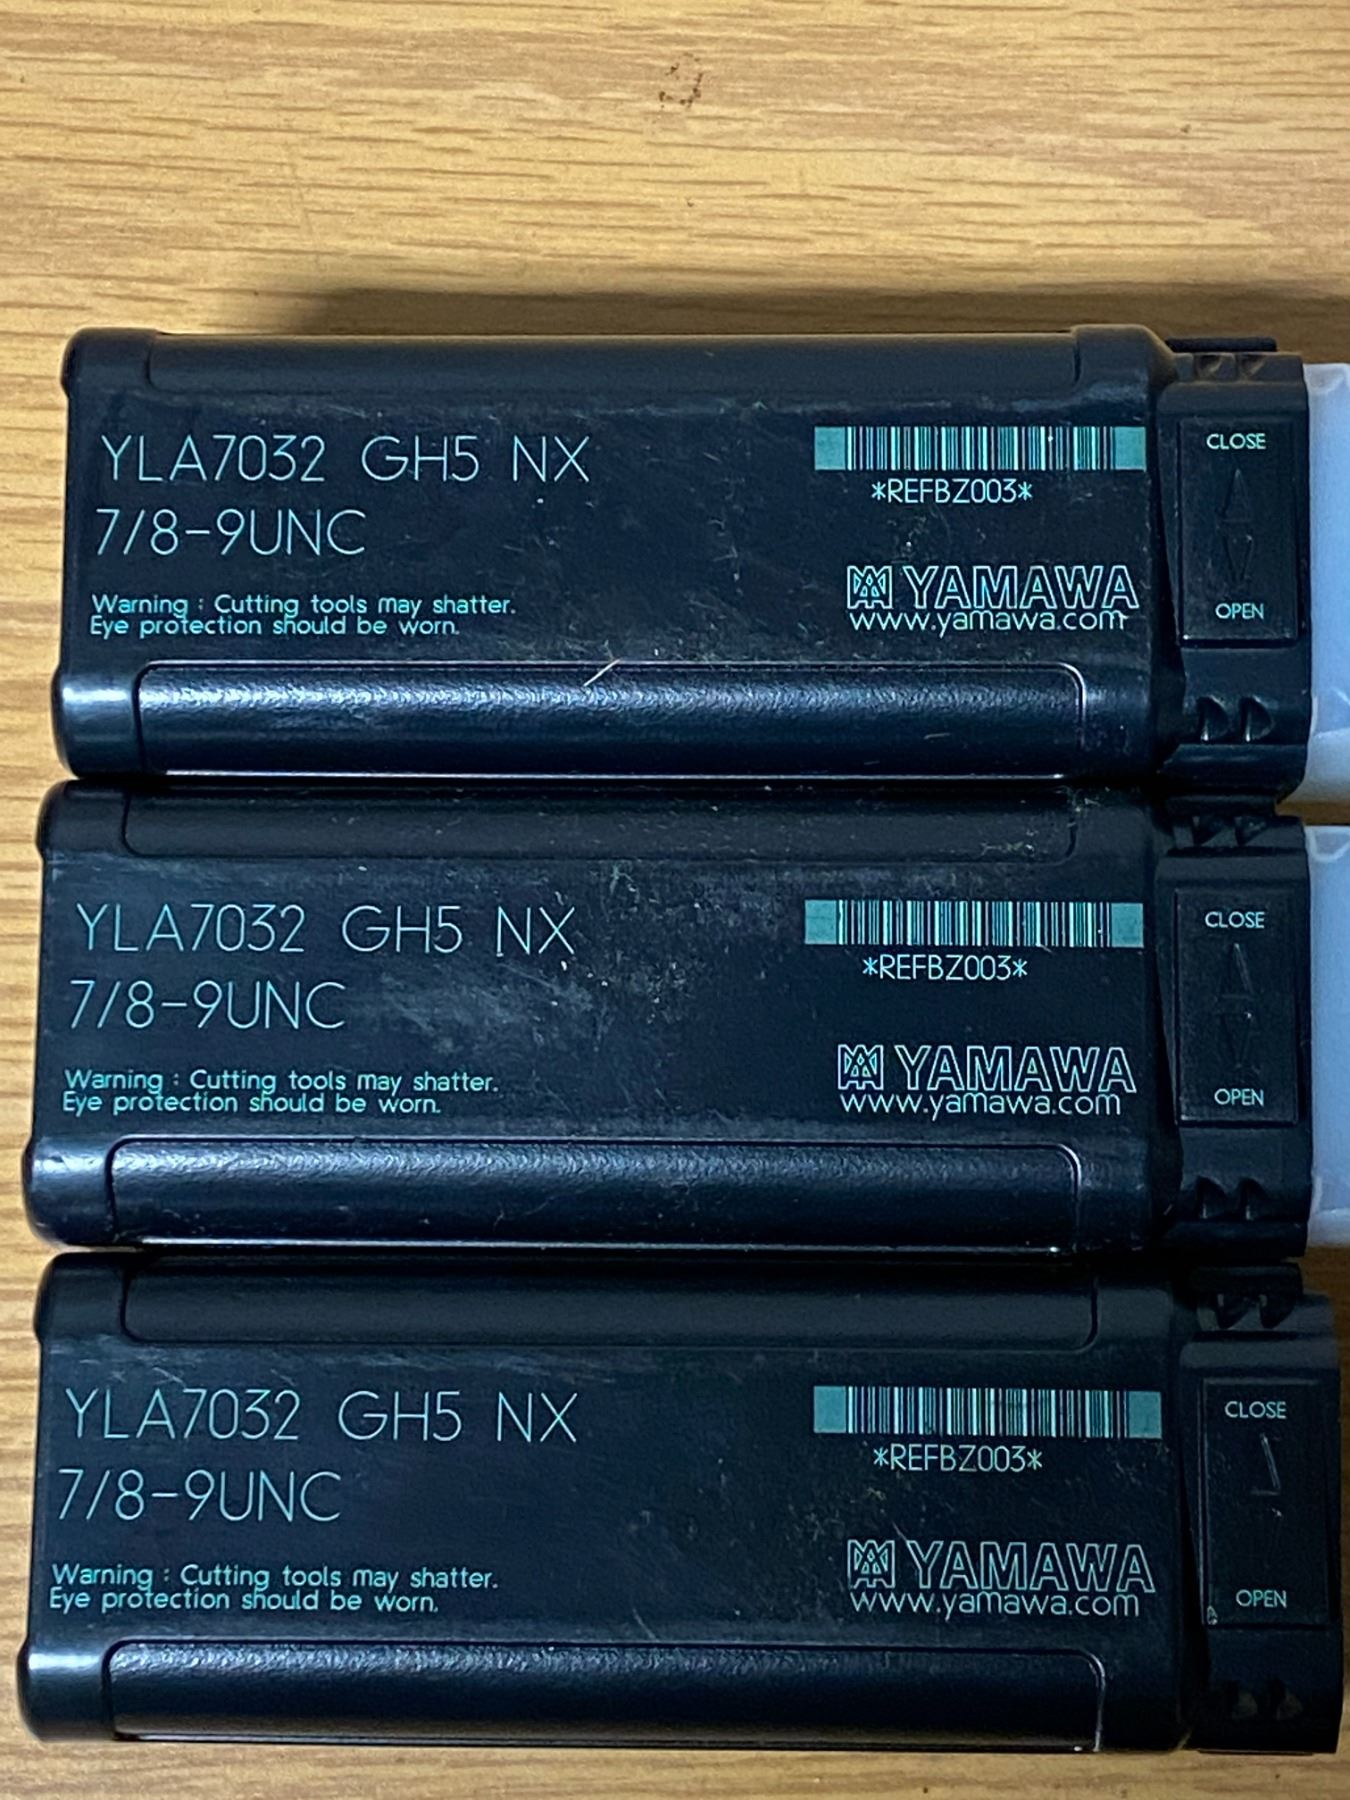 YLA7032 GH5 NX
7/8-9UNC
Warning : Cutting tools may shatter.
Eye protection should be worn.
*REFBZ003*
YAMAWA
www.yamawa.com
CLOSE
OPEN
YLA7032 GH5 NX
7/8-9UNC
Warning : Cutting tools may shatter.
Eye protection should be worn.
*REFBZ003*
YAMAWA
www.yamawa.com
CLOSE
OPEN
YLA7032 GH5 NX
7/8-9UNC
Warning : Cutting tools may shatter.
Eye protection should be worn.
*REFBZ003*
YAMAWA
www.yamawa.com
CLOSE
OPEN